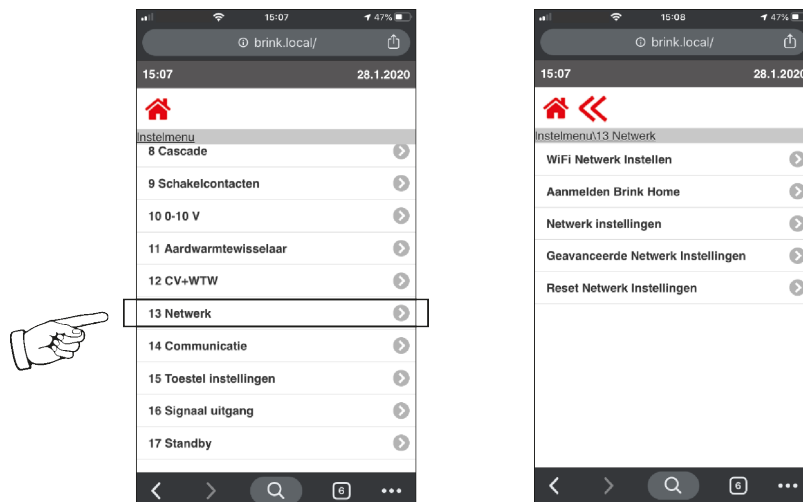 15:07
47%
brink.local/
15:07 28.1.2020
Instelmenu
8 Cascade
9 Schakelcontacten
10 0-10 V
11 Aardwarmtewisselaar
12 CV+WTW
13 Netwerk
14 Communicatie
15 Toestel instellingen
16 Signaal uitgang
17 Standby
6
15:08
47%
brink.local/
15:07 28.1.2020
Instelmenu\13 Netwerk
WiFi Netwerk Instellen
Aanmelden Brink Home
Netwerk instellingen
Geavanceerde Netwerk Instellingen
Reset Netwerk Instellingen
6